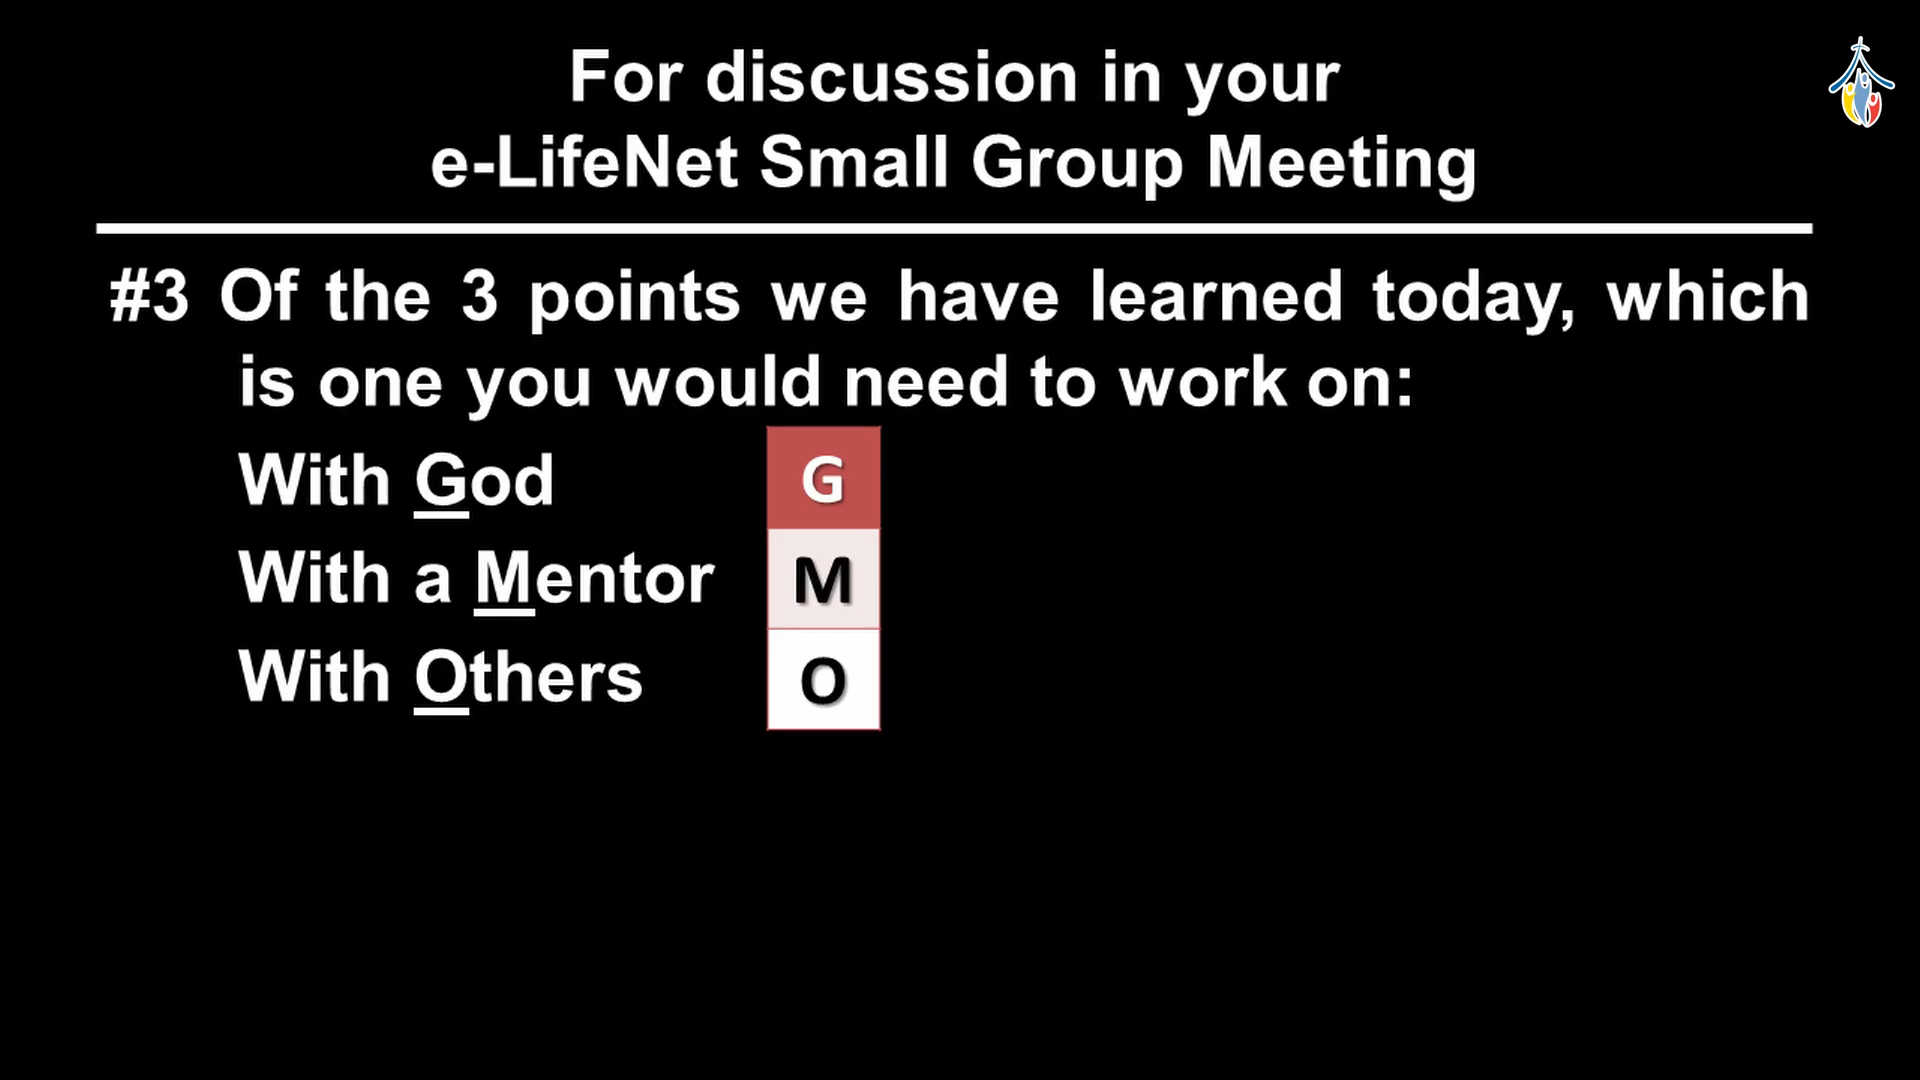 For discussion in your
e-LifeNet Small Group Meeting
#3 Of the 3 points we have learned today, which
is one you would need to work on:
With God
G
With a Mentor
M
With Others
O